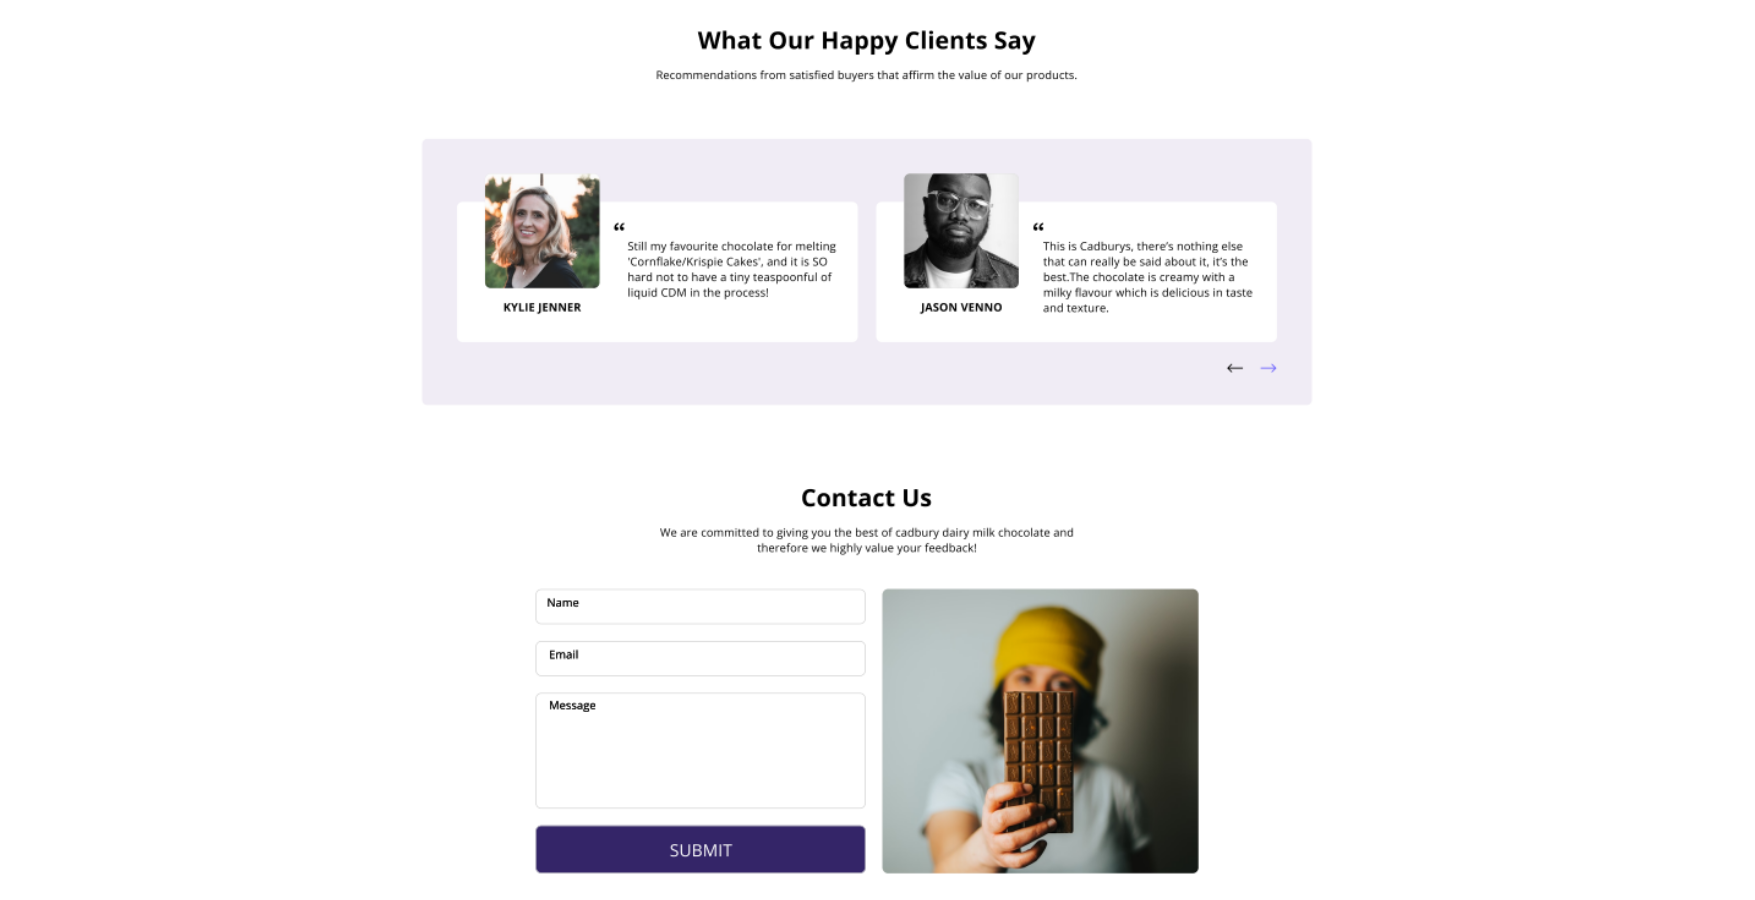 What Our Happy Clients Say
Recommendations from satisfied buyers that affirm the value of our products.
“
Still my favourite chocolate for melting
'Cornflake/Krispie Cakes', and it is SO
hard not to have a tiny teaspoonful of
liquid CDM in the process!
KYLIE JENNER
“
This is Cadburys, there’s nothing else
that can really be said about it, it’s the
best.The chocolate is creamy with a
milky flavour which is delicious in taste
and texture.
JASON VENNO
Contact Us
We are committed to giving you the best of cadbury dairy milk chocolate and
therefore we highly value your feedback!
Name
Email
Message
SUBMIT